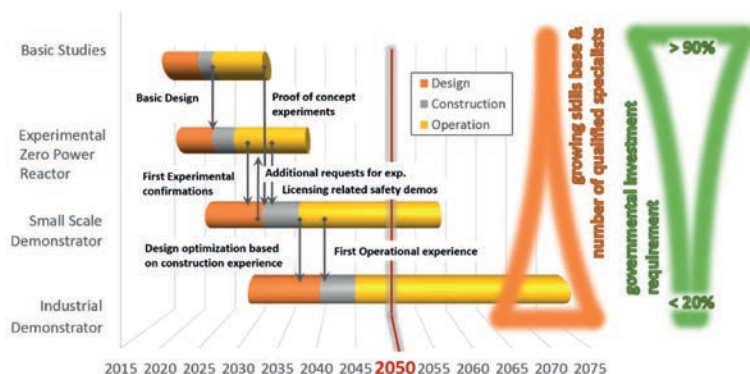 Basic Studies
Basic Design
Proof of concept
experiments
Design
Construction
Operation
Experimental
Zero Power
Reactor
First Experimental
confirmations
Additional requests for exp.
Licensing related safety demos
Small Scale
Demonstrator
Design optimization based
on construction experience
First Operational experience
Industrial
Demonstrator
2015 2020 2025 2030 2035 2040 2045 2050 2055 2060 2065 2070 2075
growing skills base &
number of qualified specialists
> 90%
governmental investment
requirement
< 20%